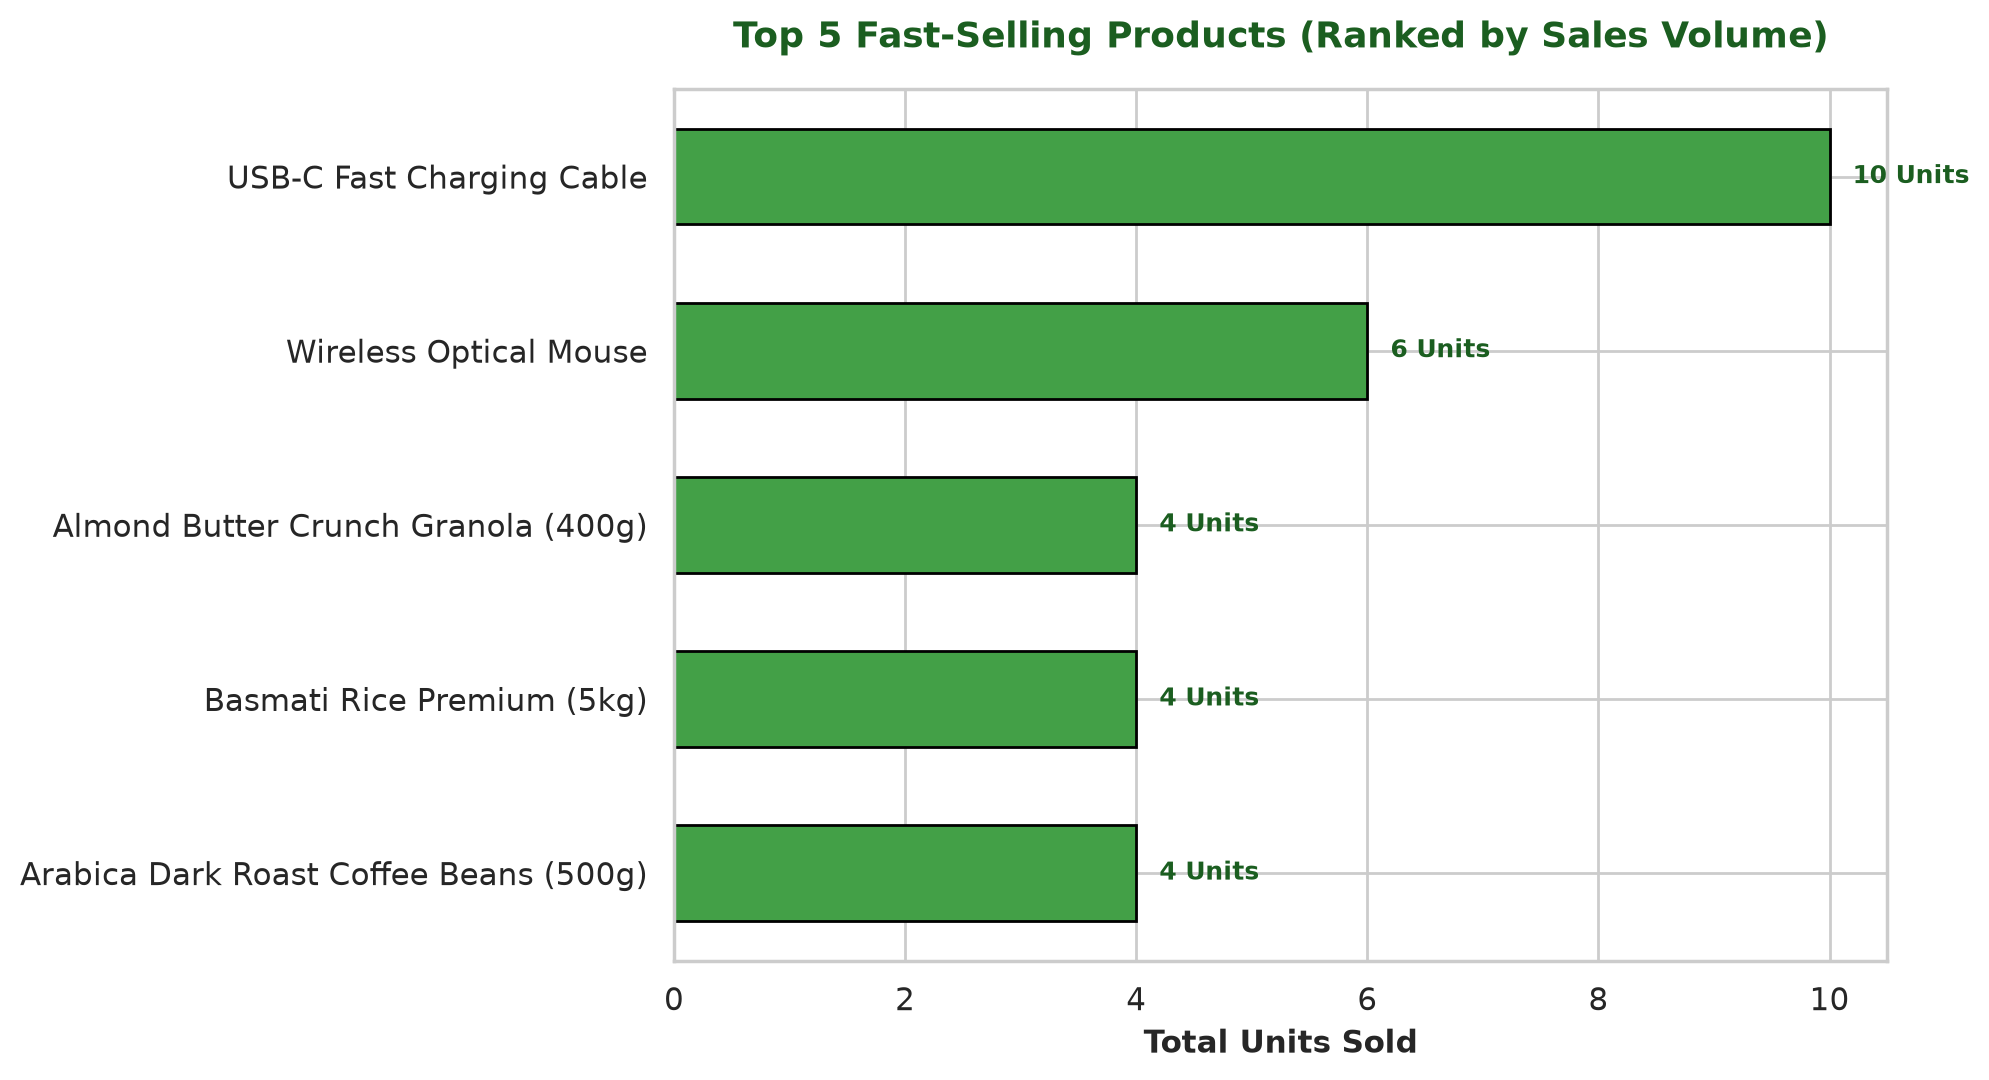 Top 5 Fast-Selling Products (Ranked by Sales Volume)
USB-C Fast Charging Cable
10 Units
Wireless Optical Mouse
6 Units
Almond Butter Crunch Granola (400g)
4 Units
Basmati Rice Premium (5kg)
4 Units
Arabica Dark Roast Coffee Beans (500g)
4 Units
0 2 4 6 8 10
Total Units Sold